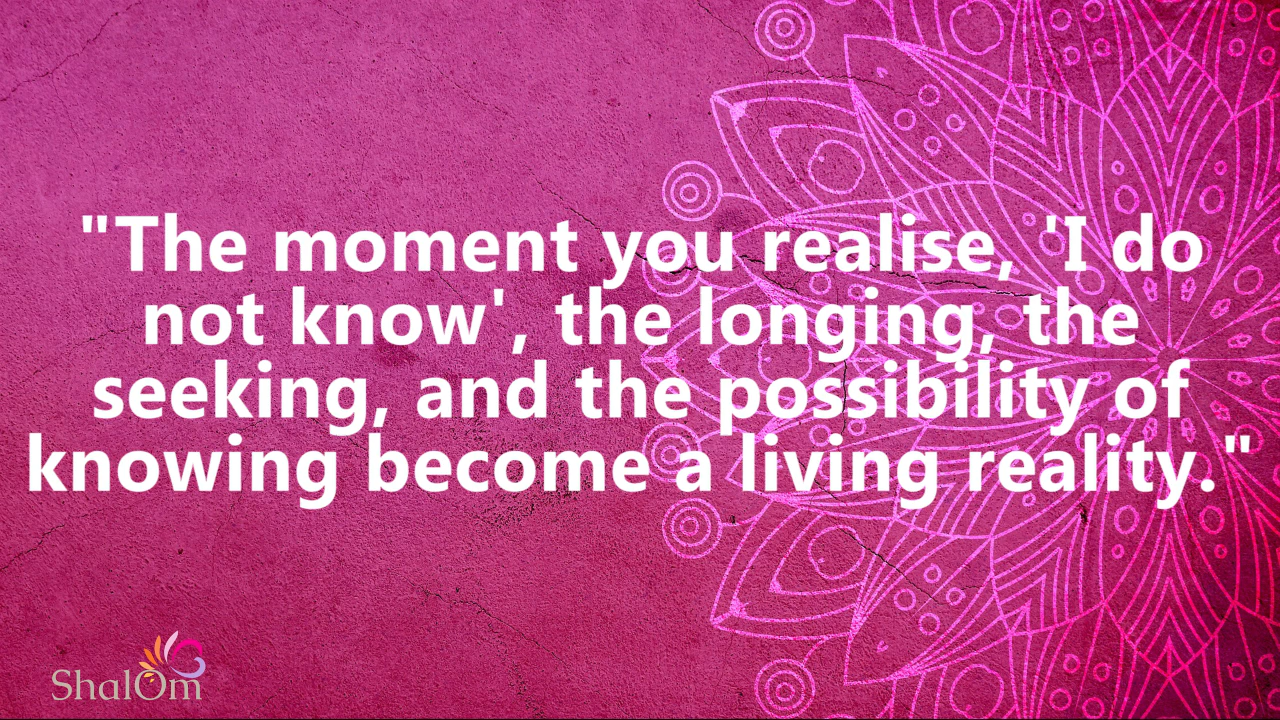 "The moment you realise, 'I do
not know', the longing, the
seeking, and the possibility of
knowing become a living reality."
ShalOm